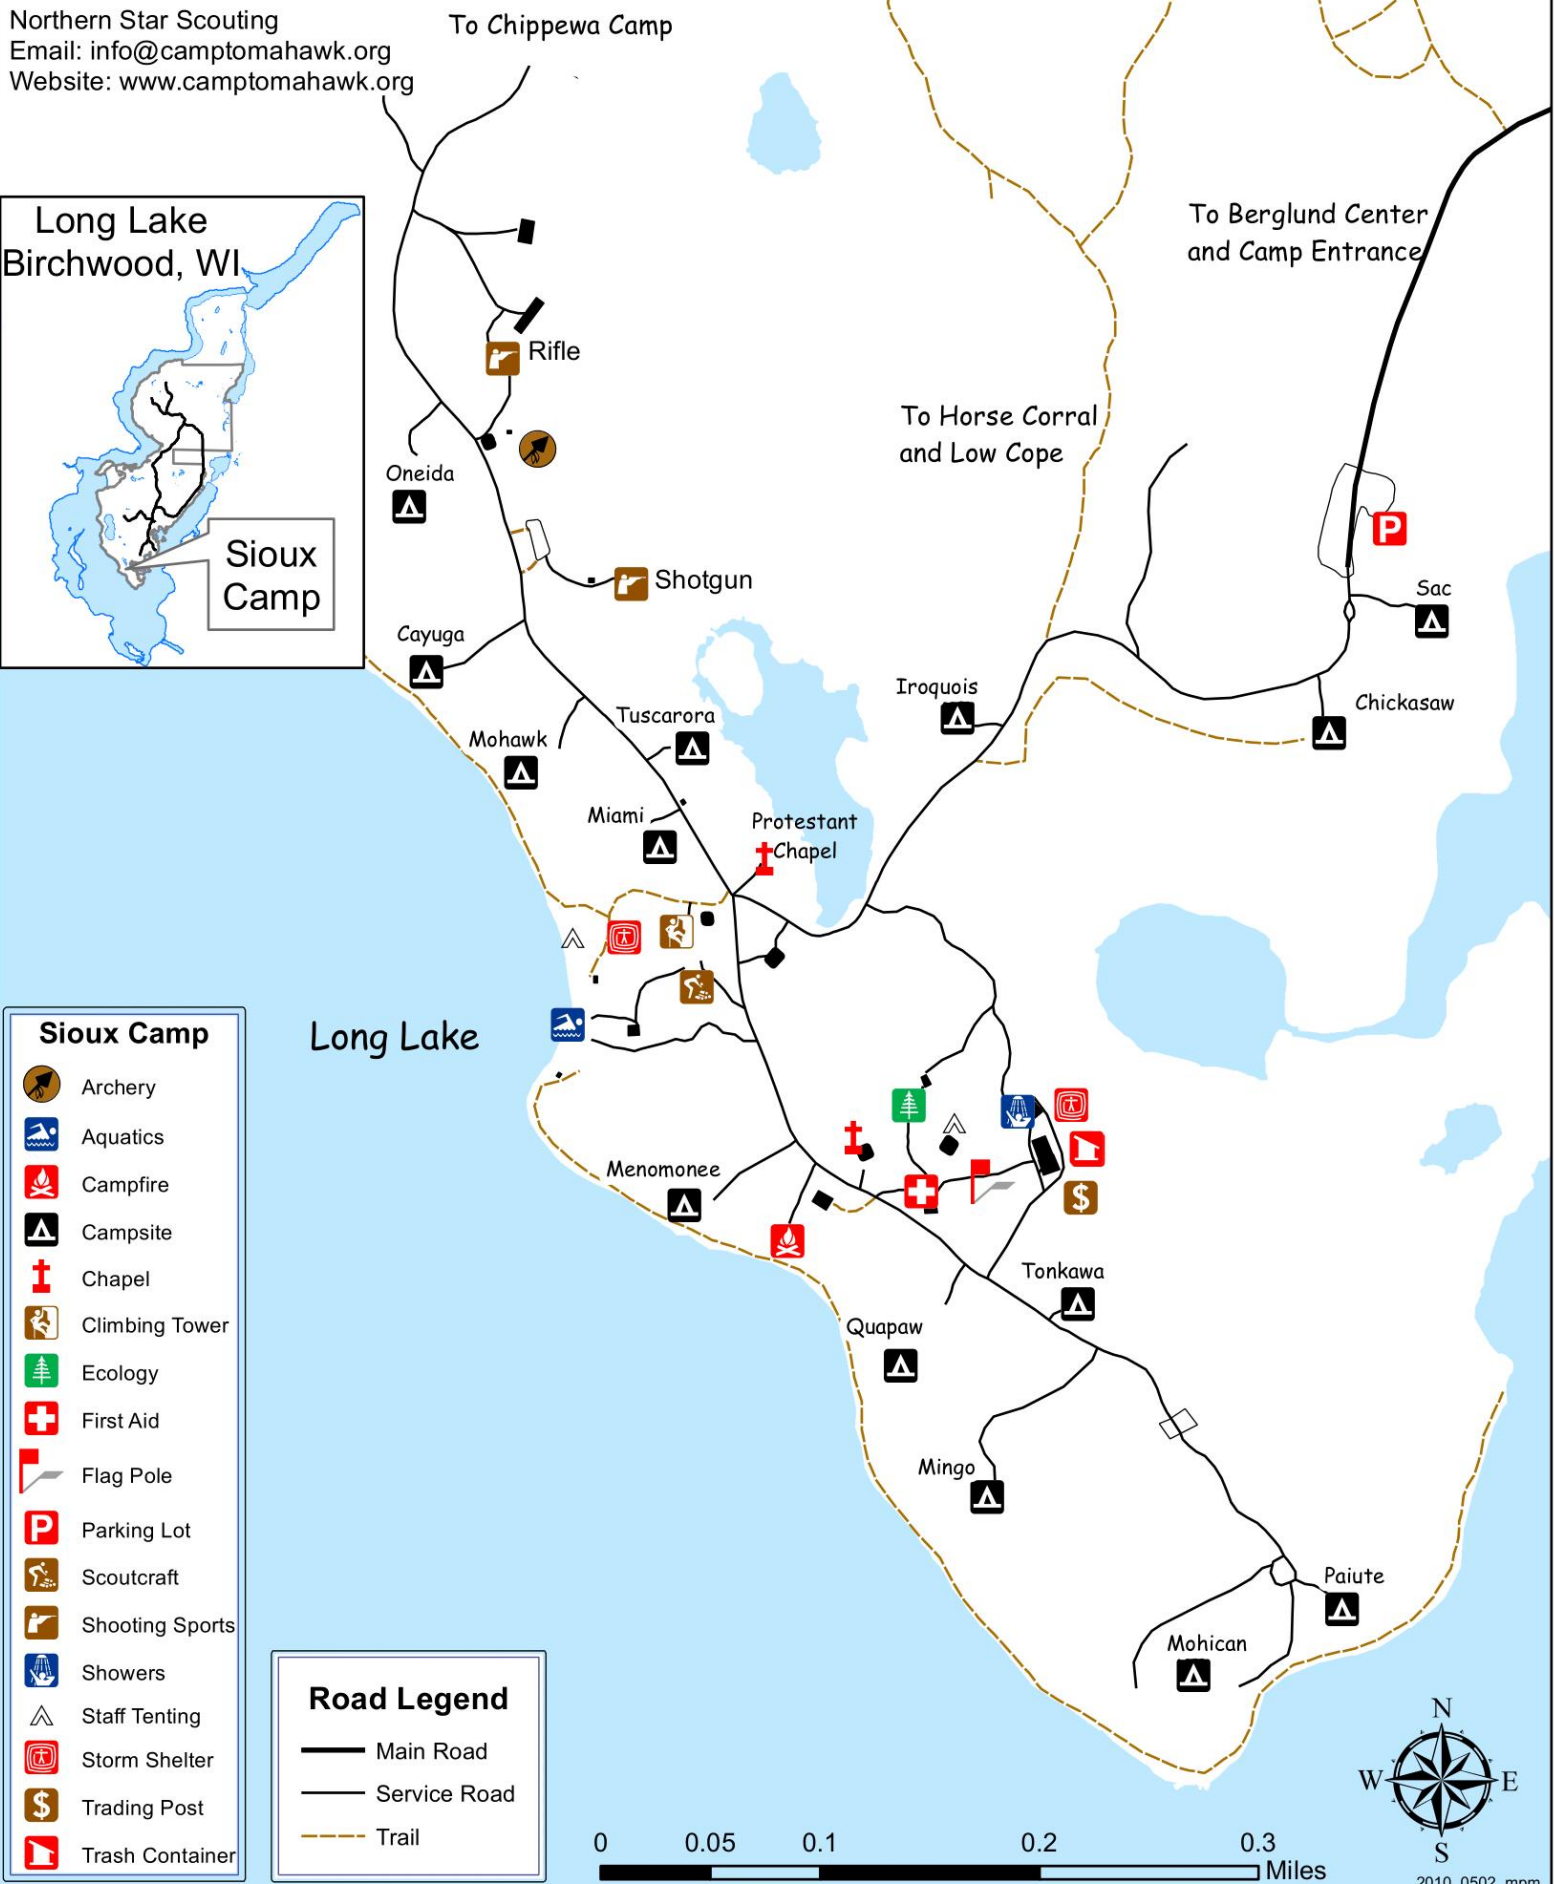 Northern Star Scouting
Email: info@camptomahawk.org
Website: www.camptomahawk.org
To Chippewa Camp
Long Lake
Birchwood, WI
Sioux
Camp
To Berglund Center
and Camp Entrance
Rifle
To Horse Corral
and Low Cope
Oneida
P
Shotgun
Sac
Cayuga
Iroquois
Chickasaw
Tuscarora
Mohawk
Miami
Protestant
Chapel
Long Lake
Menomonee
$
Tonkawa
Quapaw
Mingo
Paiute
Mohican
Sioux Camp
Archery
Aquatics
Campfire
Campsite
Chapel
Climbing Tower
Ecology
First Aid
Flag Pole
P Parking Lot
Scoutcraft
Shooting Sports
Showers
Staff Tenting
Storm Shelter
$ Trading Post
Trash Container
Road Legend
Main Road
Service Road
Trail
0 0.05 0.1 0.2 0.3
Miles
N
W E
S
2010_0502_mpm